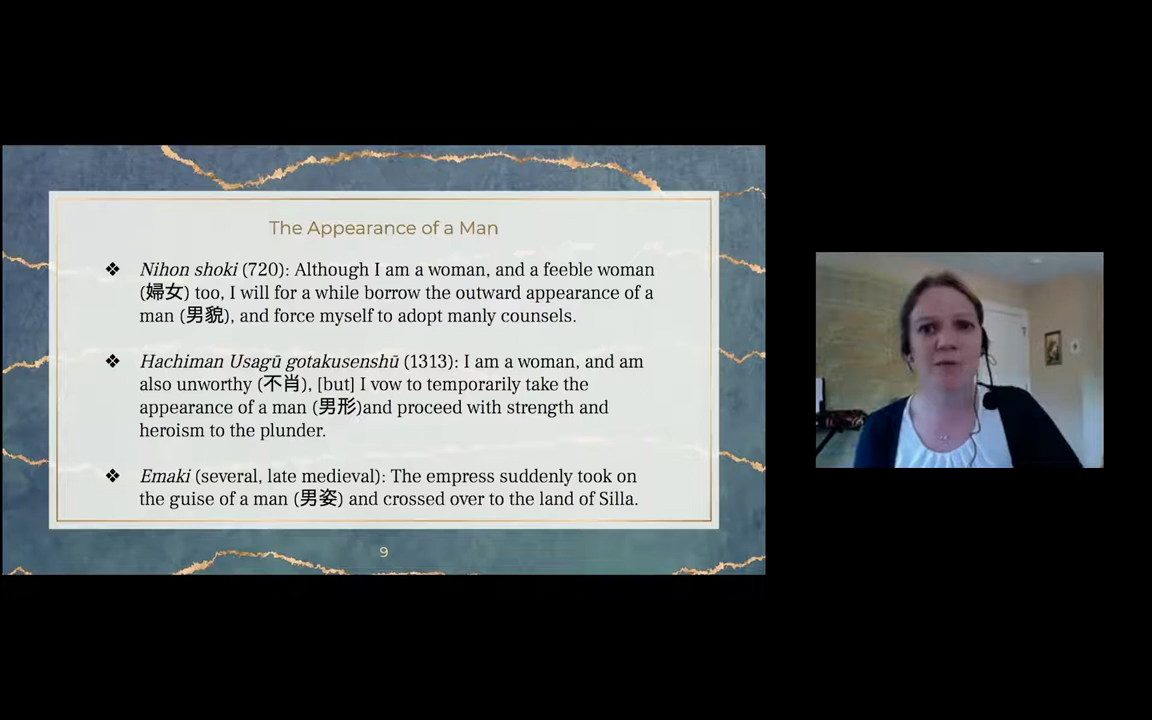 The Appearance of a Man
❖ Nihon shoki (720): Although I am a woman, and a feeble woman
(婦女) too, I will for a while borrow the outward appearance of a
man (男貌), and force myself to adopt manly counsels.
❖ Hachiman Usagū gotakusenshū (1313): I am a woman, and am
also unworthy (不肖), [but] I vow to temporarily take the
appearance of a man (男形)and proceed with strength and
heroism to the plunder.
❖ Emaki (several, late medieval): The empress suddenly took on
the guise of a man (男姿) and crossed over to the land of Silla.
9